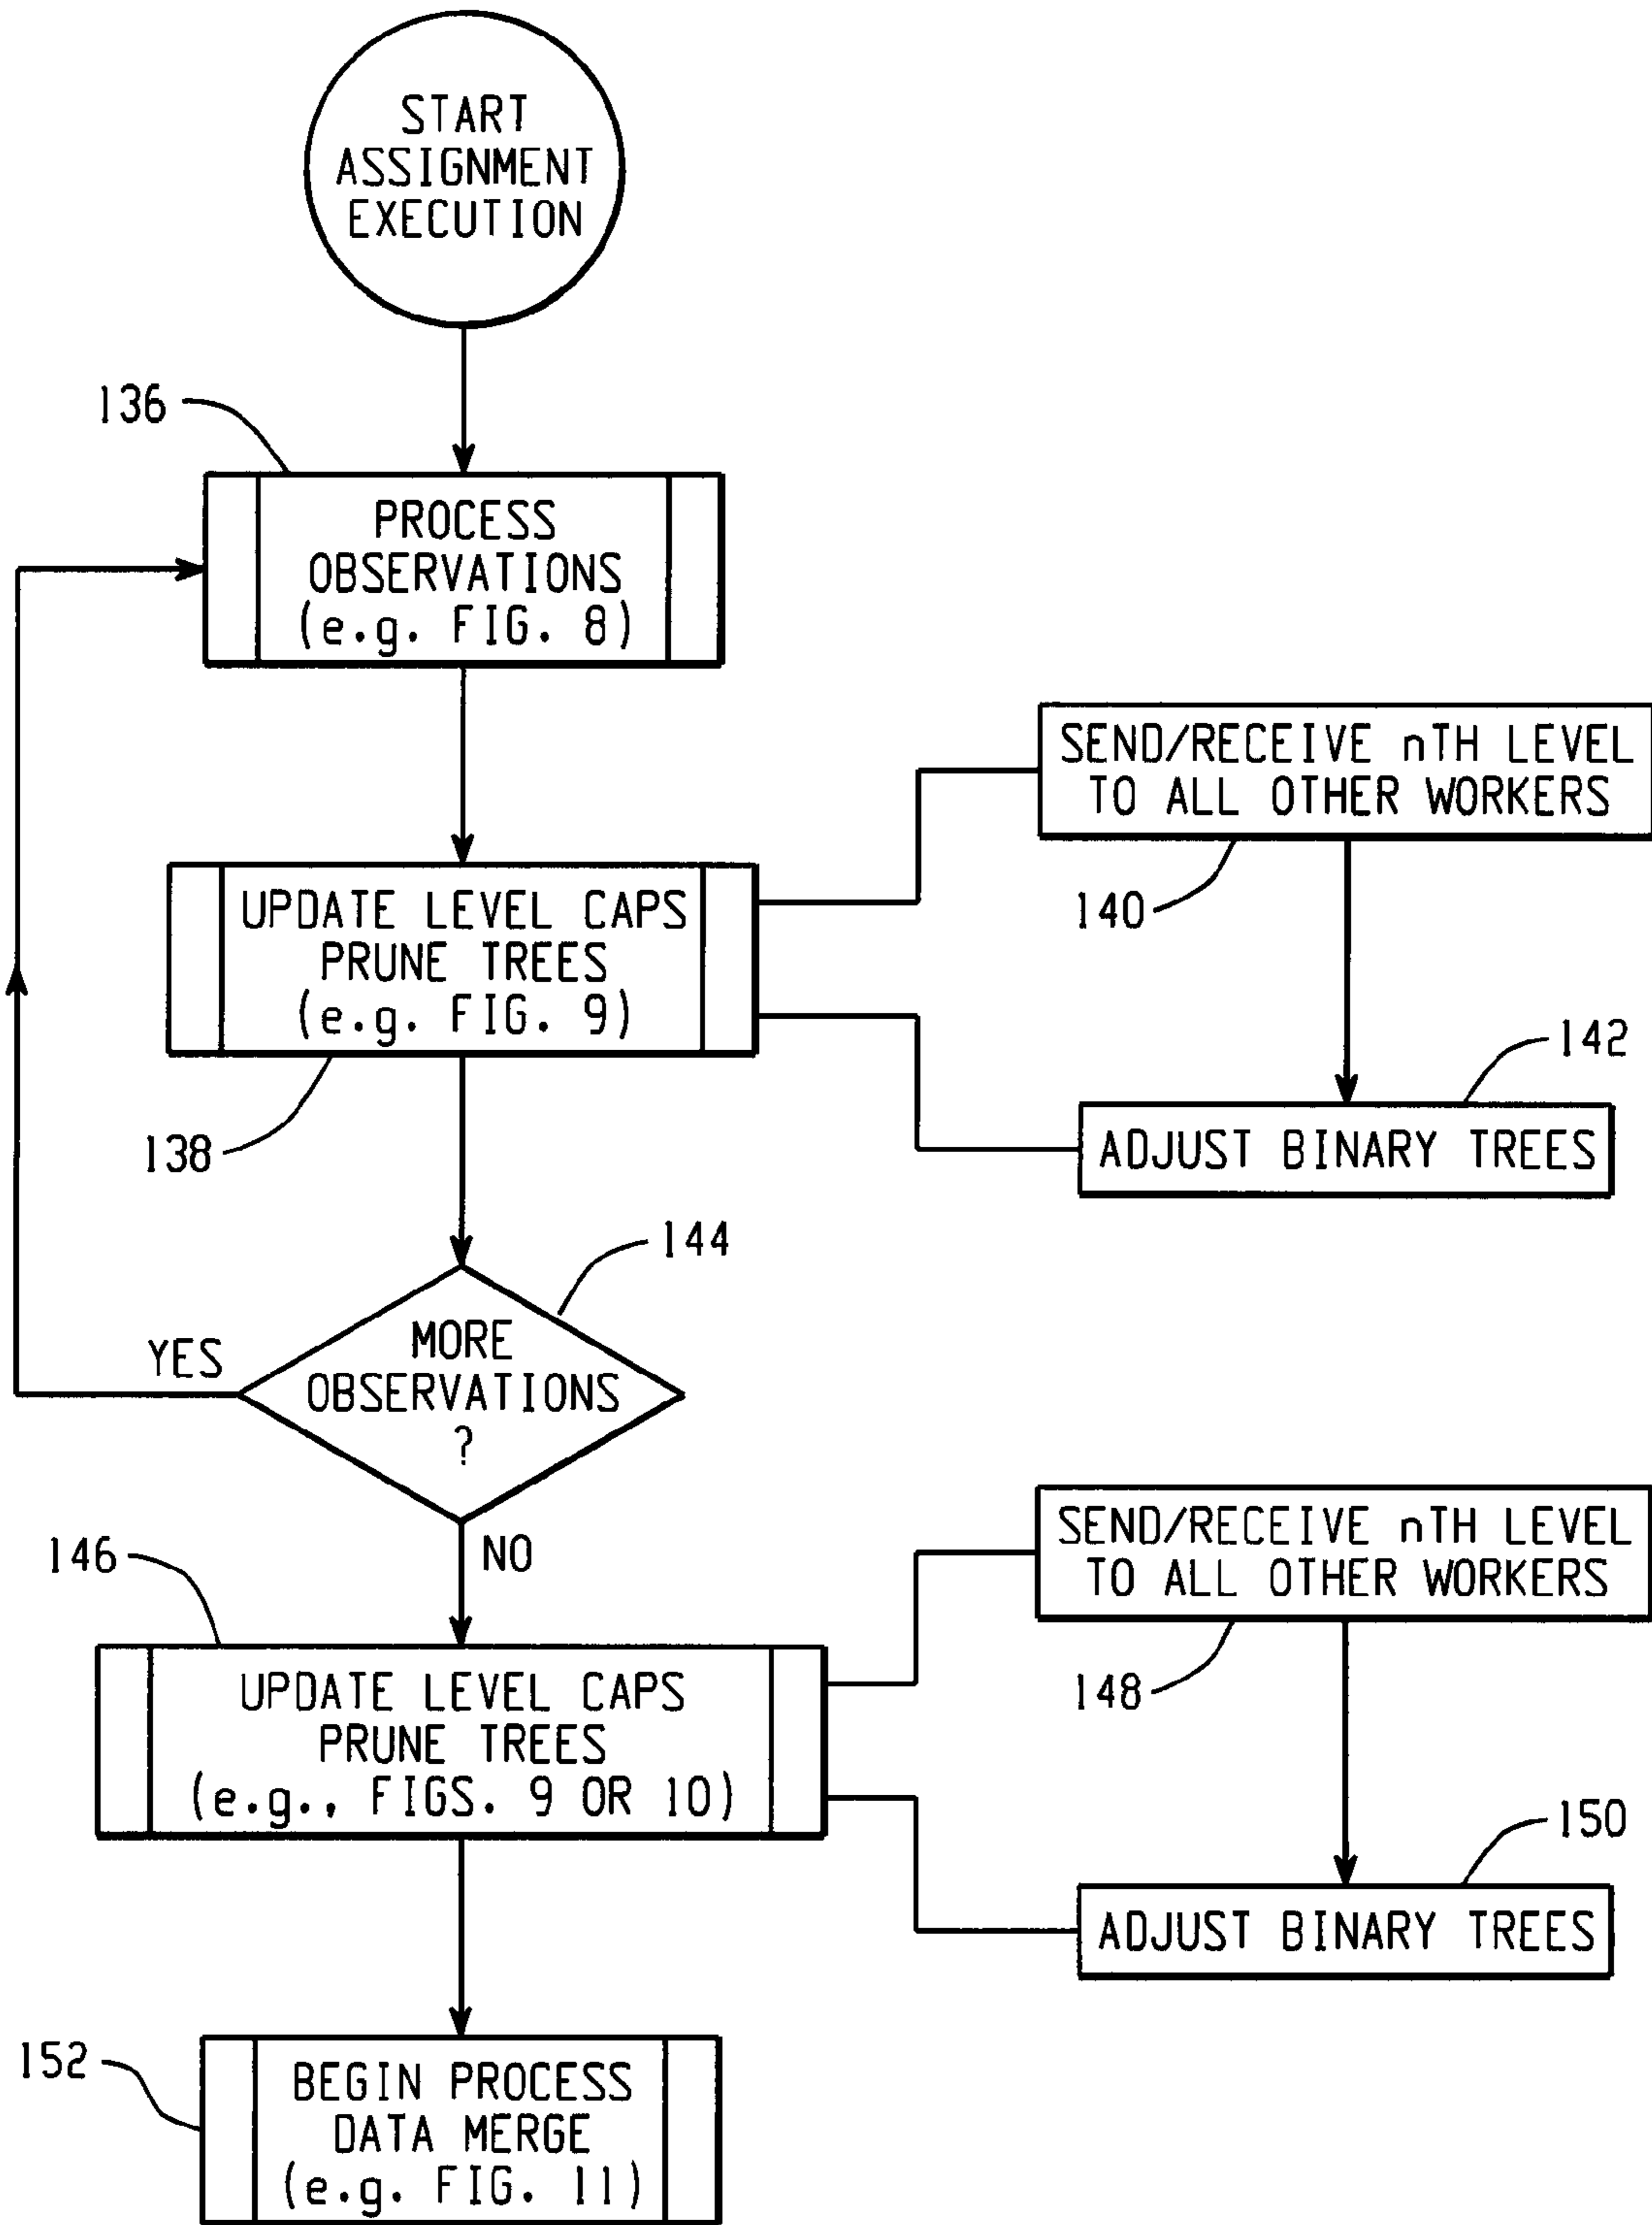 START
ASSIGNMENT
EXECUTION
136
PROCESS
OBSERVATIONS
(e.g. FIG. 8)
SEND/RECEIVE nTH LEVEL
TO ALL OTHER WORKERS
140
UPDATE LEVEL CAPS
PRUNE TREES
(e.g. FIG. 9)
138
142
ADJUST BINARY TREES
144
YES
MORE
OBSERVATIONS
?
NO
146
SEND/RECEIVE nTH LEVEL
TO ALL OTHER WORKERS
148
UPDATE LEVEL CAPS
PRUNE TREES
(e.g., FIGS. 9 OR 10)
150
ADJUST BINARY TREES
152
BEGIN PROCESS
DATA MERGE
(e.g. FIG. 11)